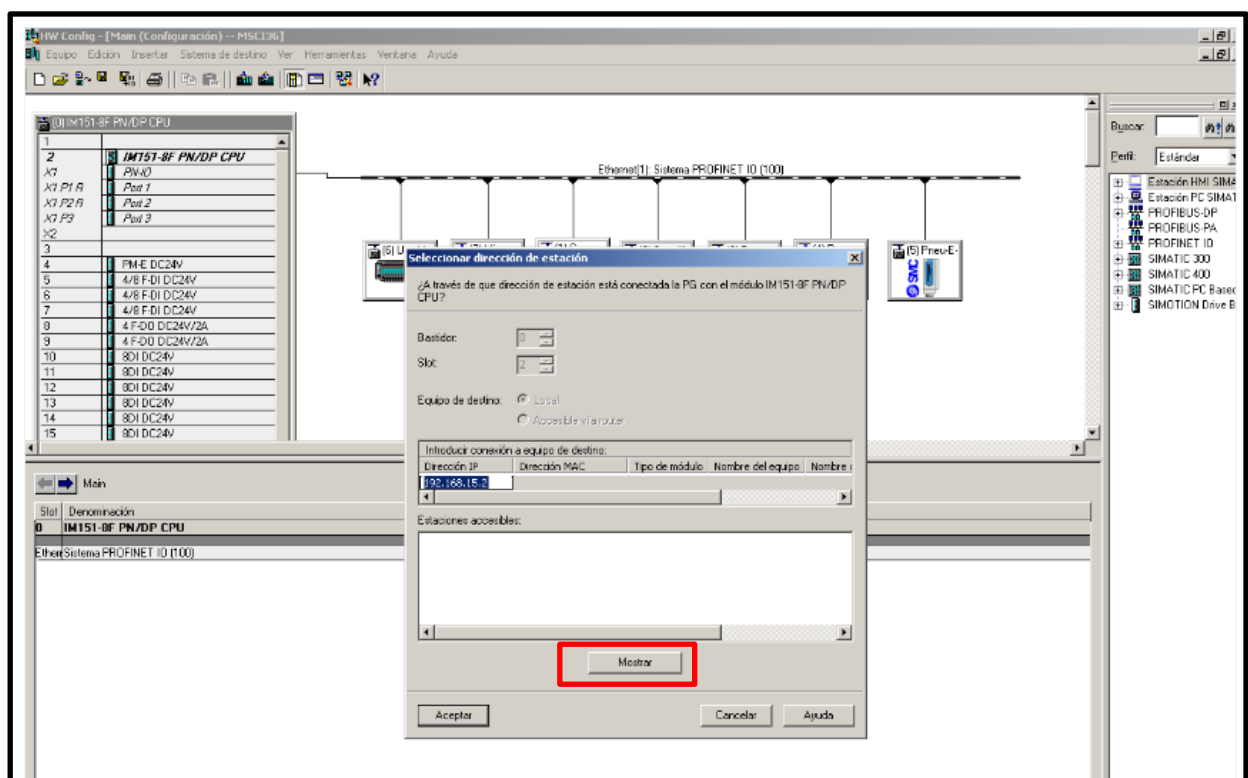 HW Config - [Main (Configuración) -- MSCI36]
Equipo Edición Insertar Sistema de destino Ver Herramientas Ventana Ayuda
(0) IM151-8F PN/DP CPU
1
2 IM151-8F PN/DP CPU
X1 PN-IO
X1 P1 R Port 1
X1 P2 R Port 2
X1 P3 Port 3
X2
3
4 PM-E DC24V
5 4/8 F-DI DC24V
6 4/8 F-DI DC24V
7 4/8 F-DI DC24V
8 4 F-DO DC24V/2A
9 4 F-DO DC24V/2A
10 8DI DC24V
11 8DI DC24V
12 8DI DC24V
13 8DI DC24V
14 8DI DC24V
15 8DI DC24V
Ethernet(1): Sistema PROFINET IO (100)
(5) Pneu-E-
SMC
Seleccionar dirección de estación
¿A través de que dirección de estación está conectada la PG con el módulo IM151-8F PN/DP
CPU?
Bastidor: 0
Slot: 2
Equipo de destino: Local
Accesible vía router
Introducir conexión a equipo de destino:
Dirección IP Dirección MAC Tipo de módulo Nombre del equipo Nombre
192.168.15.2
Estaciones accesibles:
Mostrar
Aceptar Cancelar Ayuda
Main
Slot Denominación
0 IM151-8F PN/DP CPU
Ether Sistema PROFINET IO (100)
Buscar:
Perfil: Estándar
Estación HMI SIMA
Estación PC SIMAT
PROFIBUS-DP
PROFIBUS-PA
PROFINET IO
SIMATIC 300
SIMATIC 400
SIMATIC PC Based
SIMOTION Drive B